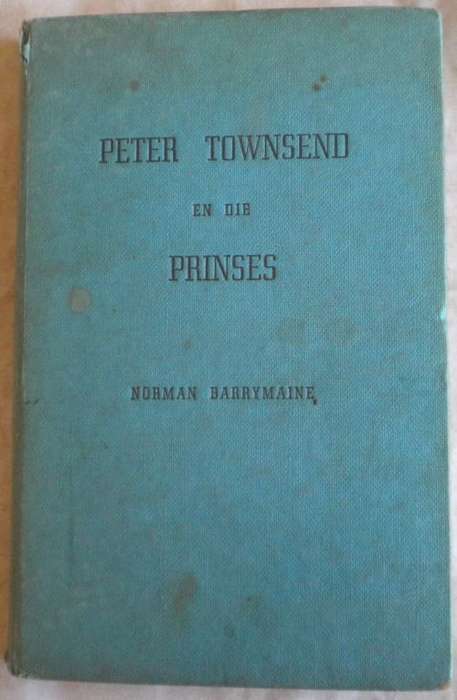 PETER TOWNSEND
EN DIE
PRINSES
NORMAN BARRYMAINE